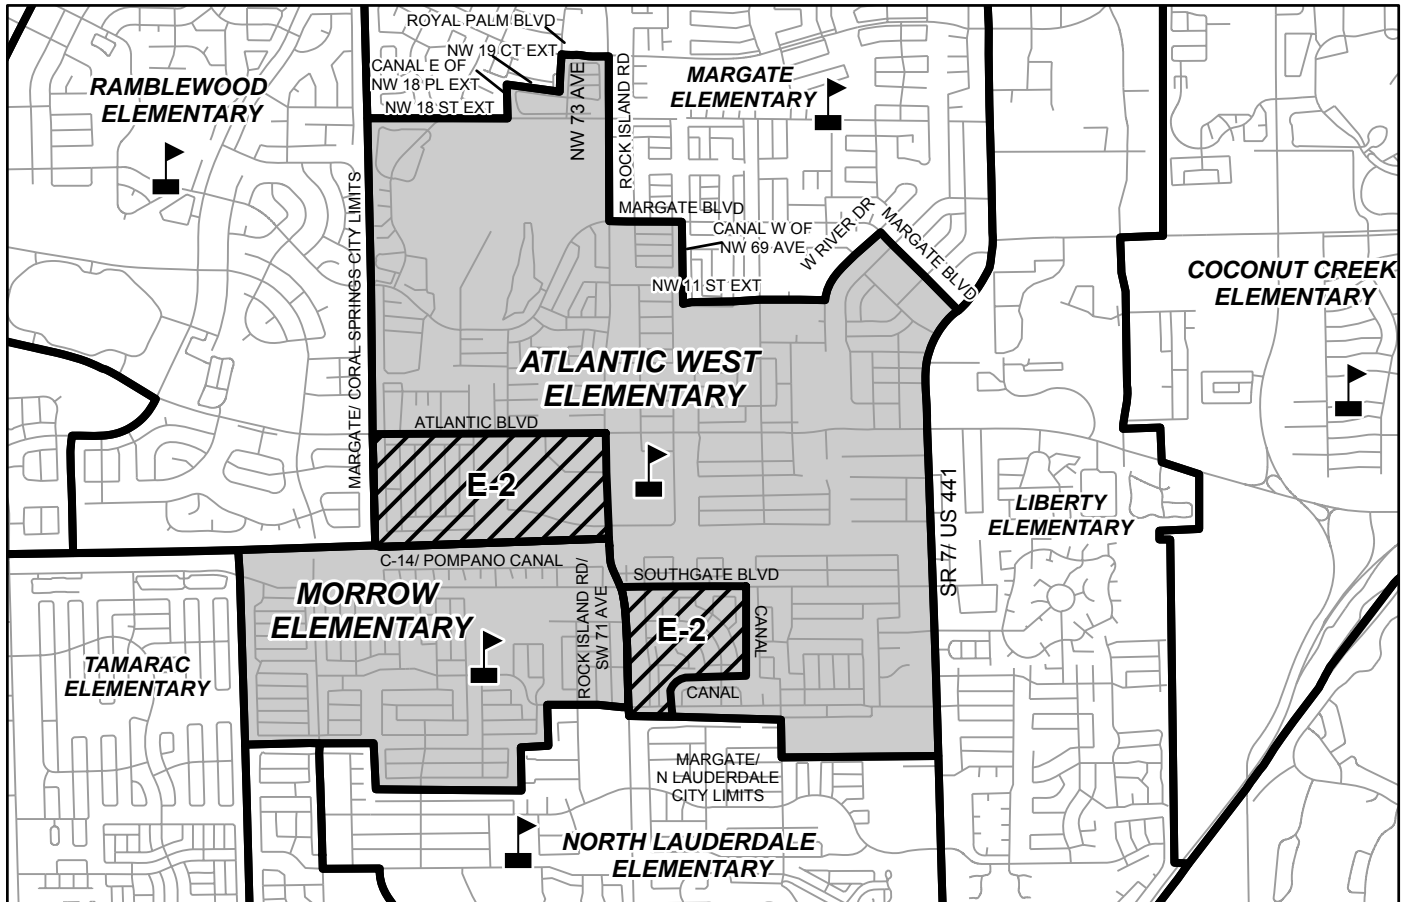 ROYAL PALM BLVD
NW 19 CT EXT
CANAL E OF
NW 18 PL EXT
NW 18 ST EXT
NW 73 AVE
ROCK ISLAND RD
RAMBLEWOOD
ELEMENTARY
MARGATE
ELEMENTARY
MARGATE/ CORAL SPRINGS CITY LIMITS
MARGATE BLVD
CANAL W OF
NW 69 AVE
W RIVER DR
MARGATE BLVD
NW 11 ST EXT
COCONUT CREEK
ELEMENTARY
ATLANTIC WEST
ELEMENTARY
ATLANTIC BLVD
E-2
SR 7/ US 441
LIBERTY
ELEMENTARY
C-14/ POMPANO CANAL
ROCK ISLAND RD/
SW 71 AVE
SOUTHGATE BLVD
MORROW
ELEMENTARY
E-2
CANAL
CANAL
TAMARAC
ELEMENTARY
MARGATE/
N LAUDERDALE
CITY LIMITS
NORTH LAUDERDALE
ELEMENTARY